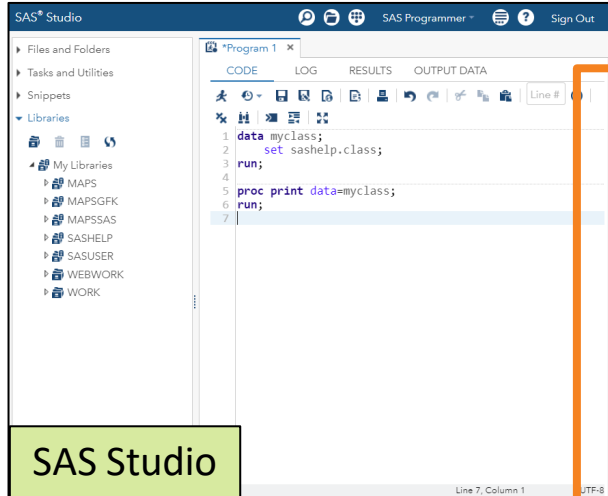 SAS® Studio
SAS Programmer
Sign Out
Files and Folders
Tasks and Utilities
Snippets
Libraries
My Libraries
MAPS
MAPSGFK
MAPSSAS
SASHELP
SASUSER
WEBWORK
WORK
*Program 1
CODE LOG RESULTS OUTPUT DATA
Line #
1 data myclass;
2 set sashelp.class;
3 run;
4
5 proc print data=myclass;
6 run;
7
SAS Studio
Line 7, Column 1 UTF-8